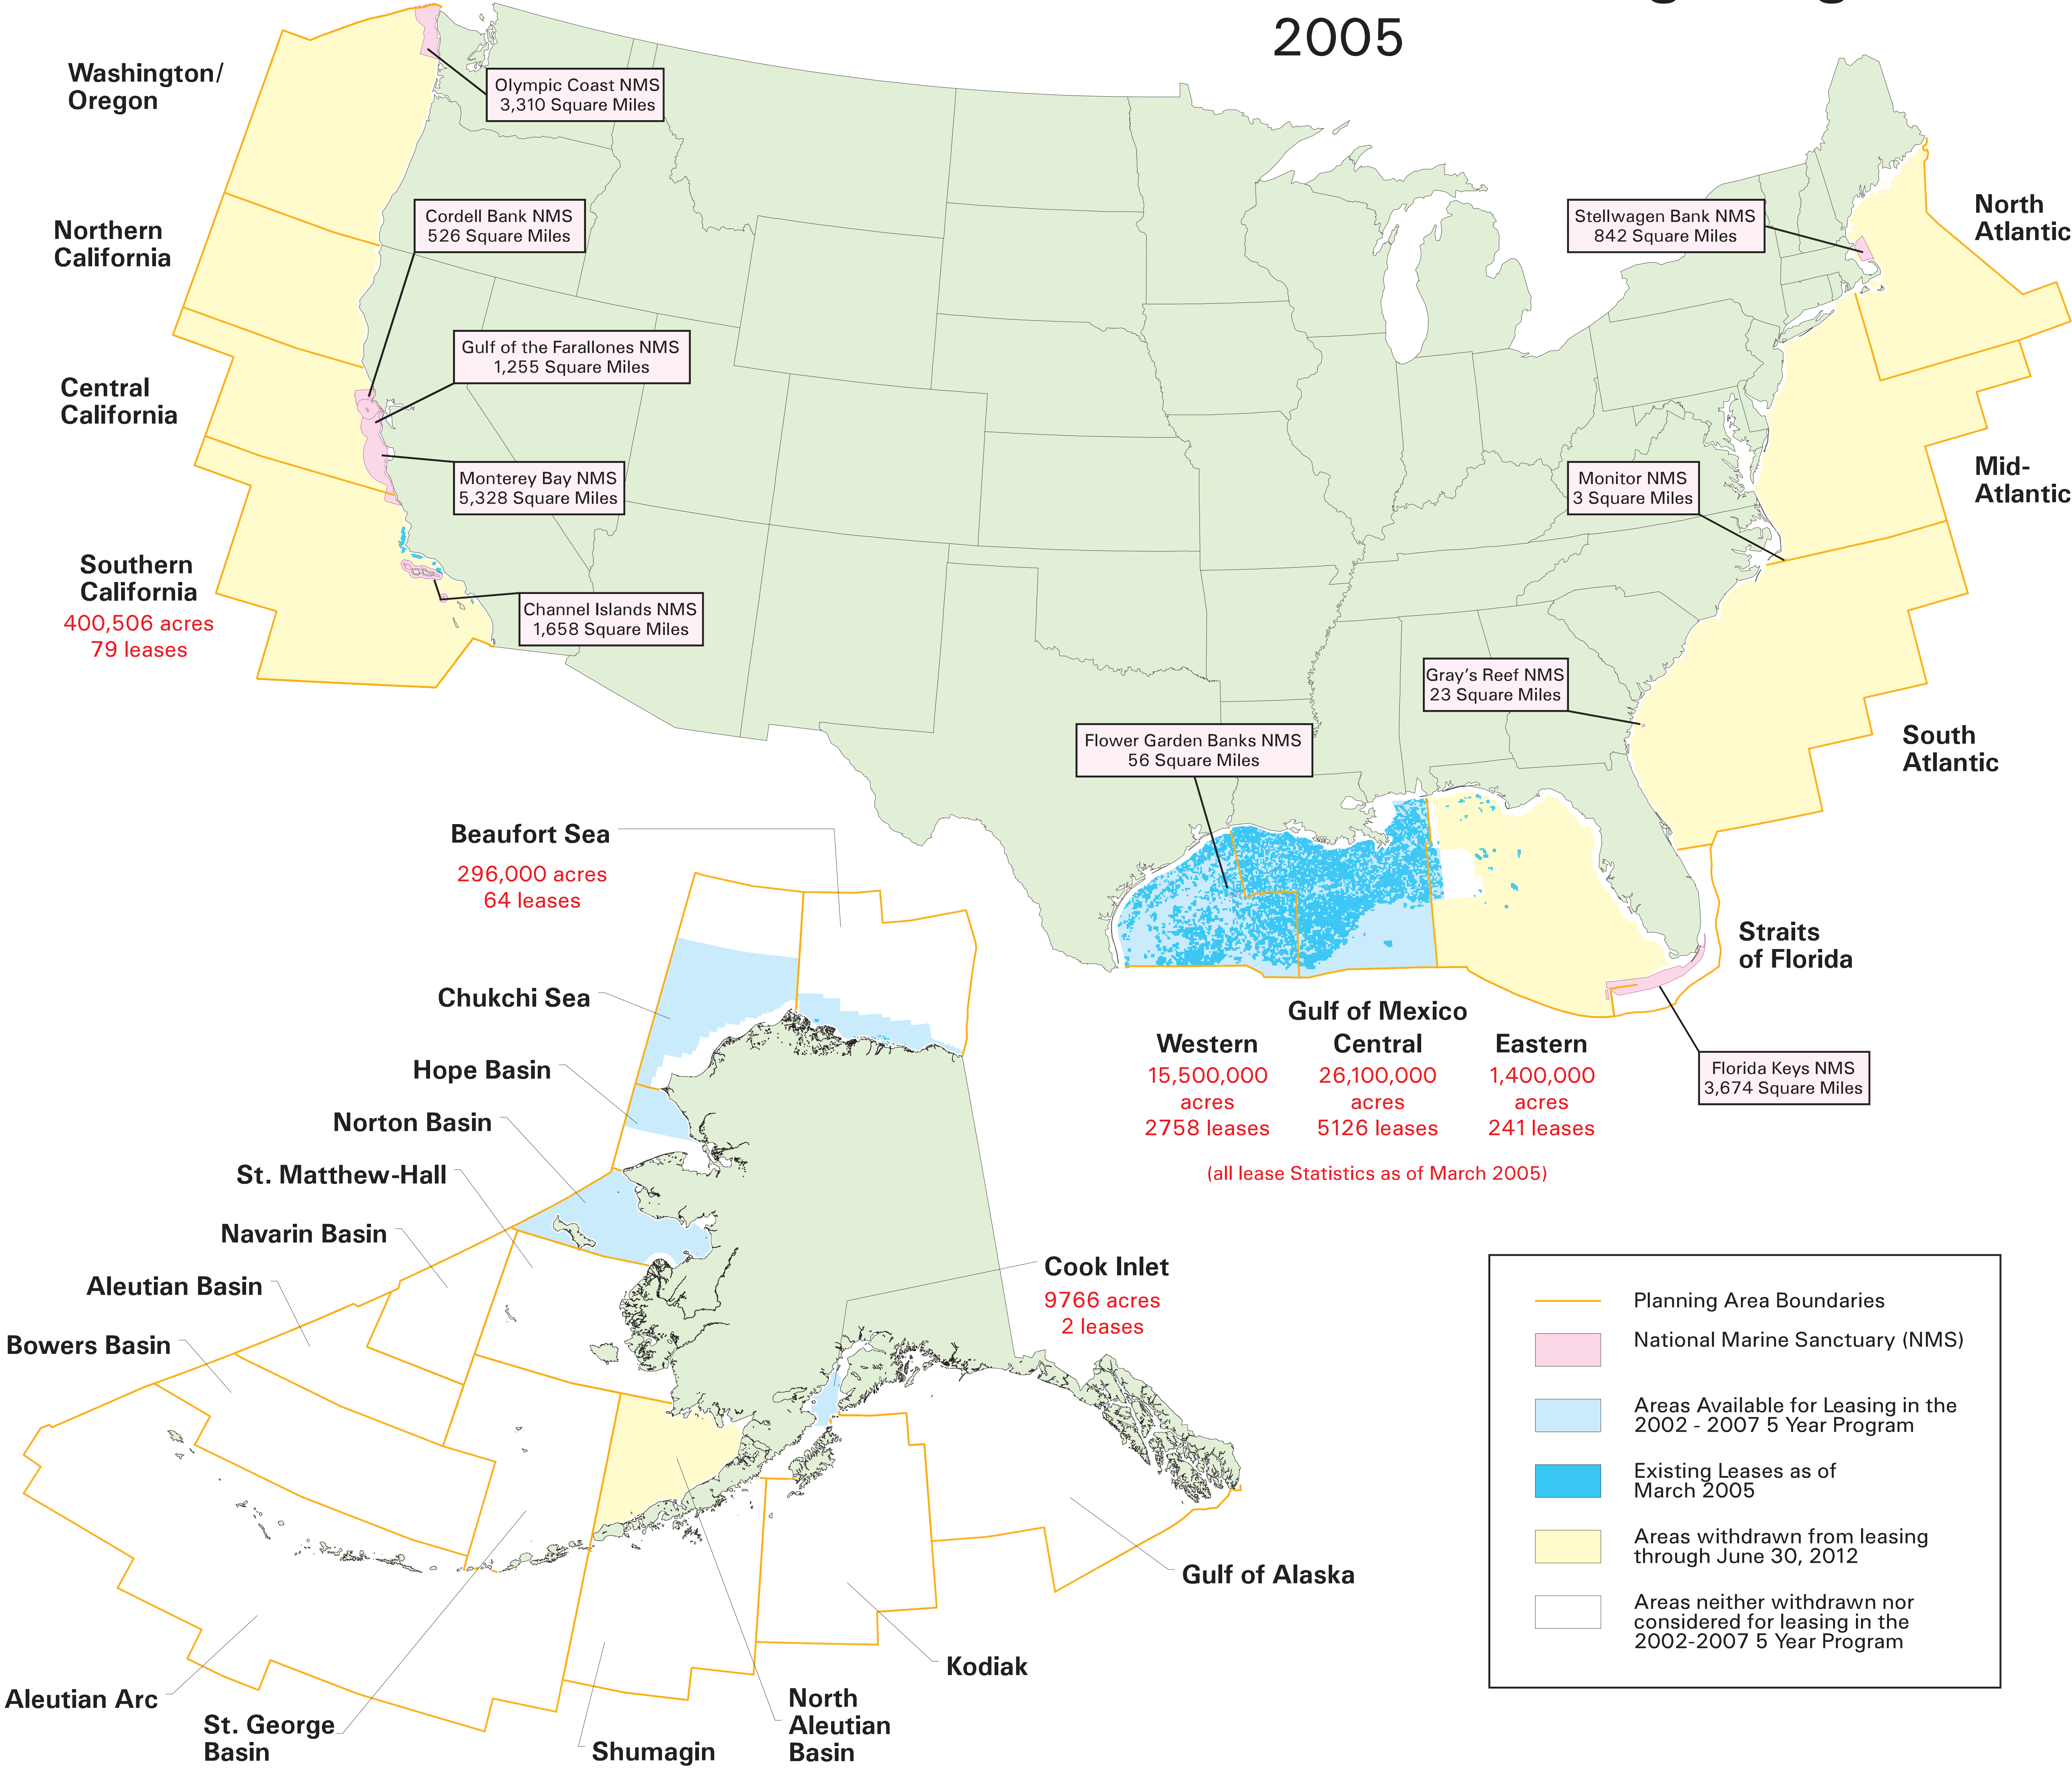 2005
Washington/
Oregon
Olympic Coast NMS
3,310 Square Miles
Northern
California
Cordell Bank NMS
526 Square Miles
Stellwagen Bank NMS
842 Square Miles
North
Atlantic
Gulf of the Farallones NMS
1,255 Square Miles
Central
California
Monterey Bay NMS
5,328 Square Miles
Monitor NMS
3 Square Miles
Mid-
Atlantic
Southern
California
400,506 acres
79 leases
Channel Islands NMS
1,658 Square Miles
Gray's Reef NMS
23 Square Miles
Flower Garden Banks NMS
56 Square Miles
South
Atlantic
Beaufort Sea
296,000 acres
64 leases
Straits
of Florida
Chukchi Sea
Gulf of Mexico
Western
15,500,000
acres
2758 leases
Central
26,100,000
acres
5126 leases
Eastern
1,400,000
acres
241 leases
(all lease Statistics as of March 2005)
Florida Keys NMS
3,674 Square Miles
Hope Basin
Norton Basin
St. Matthew-Hall
Navarin Basin
Aleutian Basin
Bowers Basin
Cook Inlet
9766 acres
2 leases
Planning Area Boundaries
National Marine Sanctuary (NMS)
Areas Available for Leasing in the
2002 - 2007 5 Year Program
Existing Leases as of
March 2005
Areas withdrawn from leasing
through June 30, 2012
Areas neither withdrawn nor
considered for leasing in the
2002-2007 5 Year Program
Gulf of Alaska
Kodiak
Aleutian Arc
St. George
Basin
Shumagin
North
Aleutian
Basin